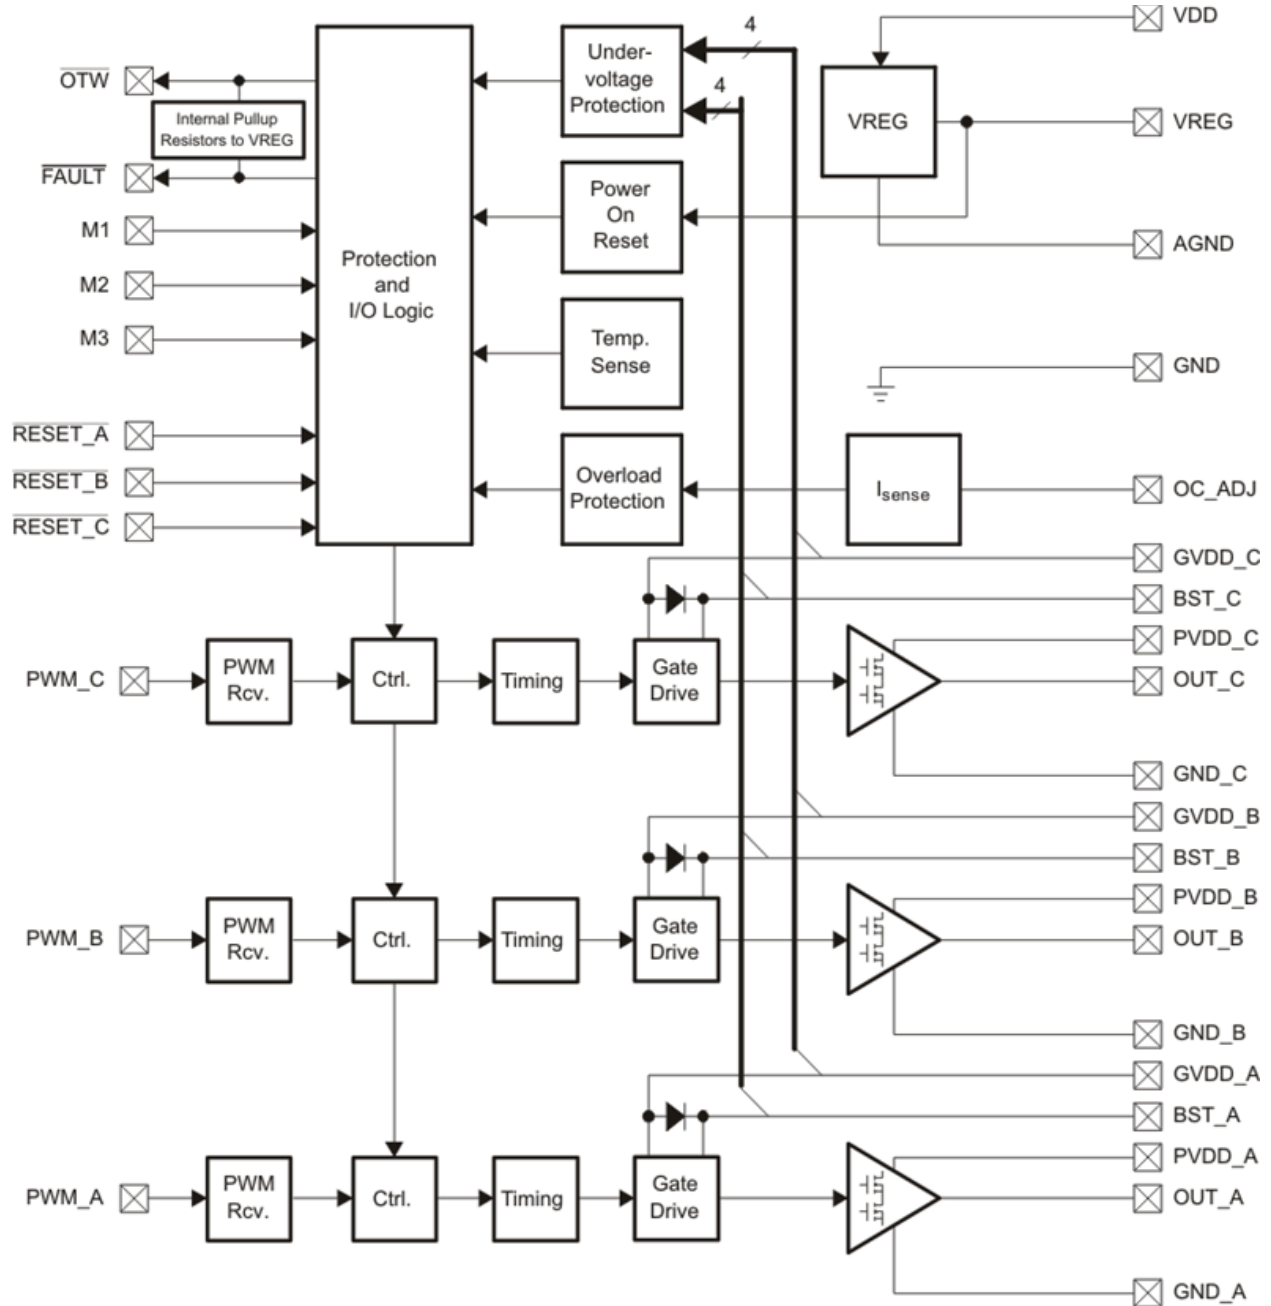 4
VDD
Under-
voltage
Protection
4
OTW
Internal Pullup
Resistors to VREG
VREG
VREG
FAULT
Power
On
Reset
M1
AGND
Protection
and
I/O Logic
M2
M3
Temp.
Sense
GND
RESET_A
RESET_B
RESET_C
Overload
Protection
Isense
OC_ADJ
GVDD_C
BST_C
PVDD_C
PWM_C
PWM
Rcv.
Ctrl.
Timing
Gate
Drive
OUT_C
GND_C
GVDD_B
BST_B
PVDD_B
PWM_B
PWM
Rcv.
Ctrl.
Timing
Gate
Drive
OUT_B
GND_B
GVDD_A
BST_A
PVDD_A
PWM_A
PWM
Rcv.
Ctrl.
Timing
Gate
Drive
OUT_A
GND_A